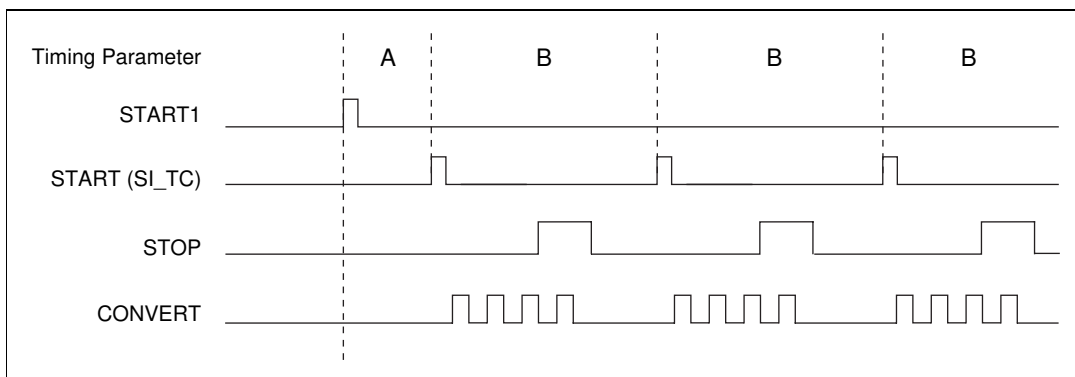 Timing Parameter A B B B
START1
START (SI_TC)
STOP
CONVERT